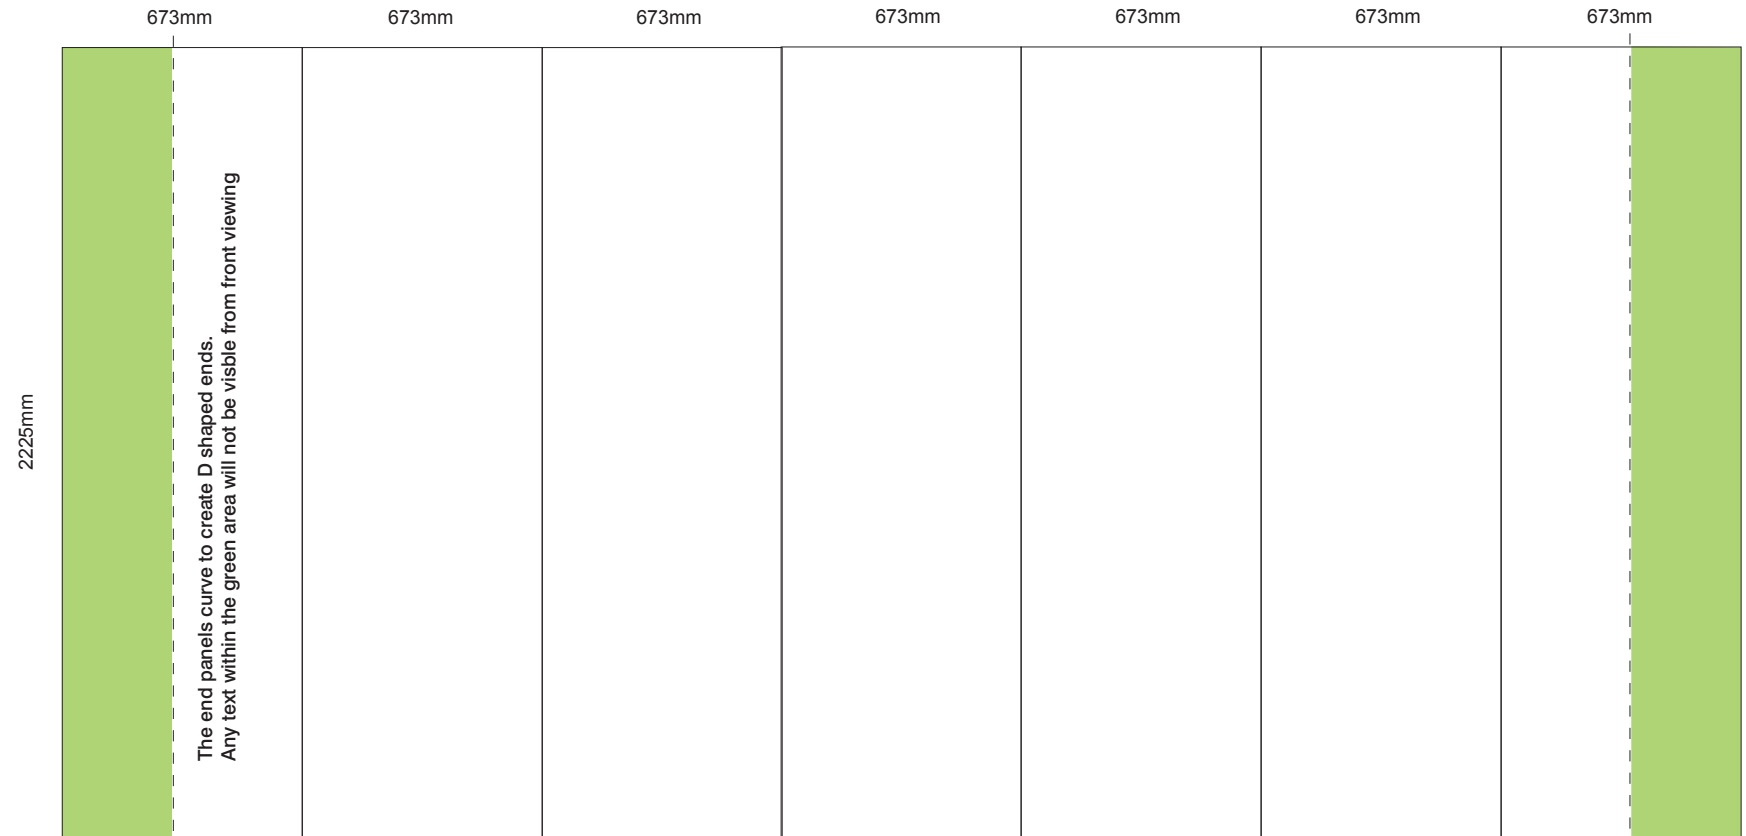 673mm
673mm
673mm
673mm
673mm
673mm
673mm
2225mm
The end panels curve to create D shaped ends.
Any text within the green area will not be visble from front viewing